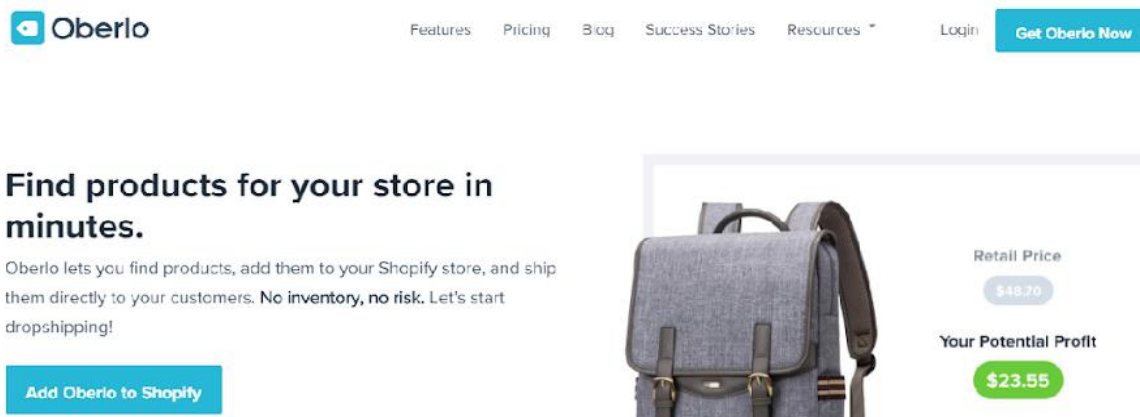 Oberlo
Features Pricing Blog Success Stories Resources Login Get Oberlo Now
Find products for your store in
minutes.
Oberlo lets you find products, add them to your Shopify store, and ship
them directly to your customers. No inventory, no risk. Let's start
dropshipping!
Add Oberlo to Shopify
Retail Price
$48.70
Your Potential Profit
$23.55